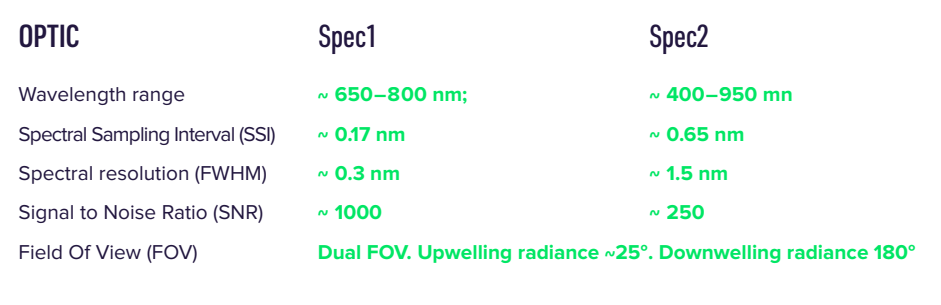 OPTIC Spec1 Spec2
Wavelength range ~ 650–800 nm; ~ 400–950 mn
Spectral Sampling Interval (SSI) ~ 0.17 nm ~ 0.65 nm
Spectral resolution (FWHM) ~ 0.3 nm ~ 1.5 nm
Signal to Noise Ratio (SNR) ~ 1000 ~ 250
Field Of View (FOV) Dual FOV. Upwelling radiance ~25°. Downwelling radiance 180°